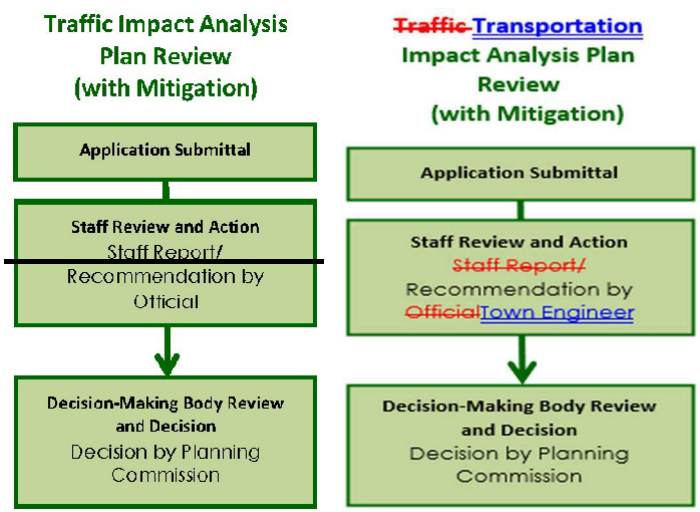 Traffic Impact Analysis
Plan Review
(with Mitigation)
Application Submittal
Staff Review and Action
Staff Report/
Recommendation by
Official
Decision-Making Body Review
and Decision
Decision by Planning
Commission
Traffic Transportation
Impact Analysis Plan
Review
(with Mitigation)
Application Submittal
Staff Review and Action
Staff Report/
Recommendation by
OfficialTown Engineer
Decision-Making Body Review
and Decision
Decision by Planning
Commission